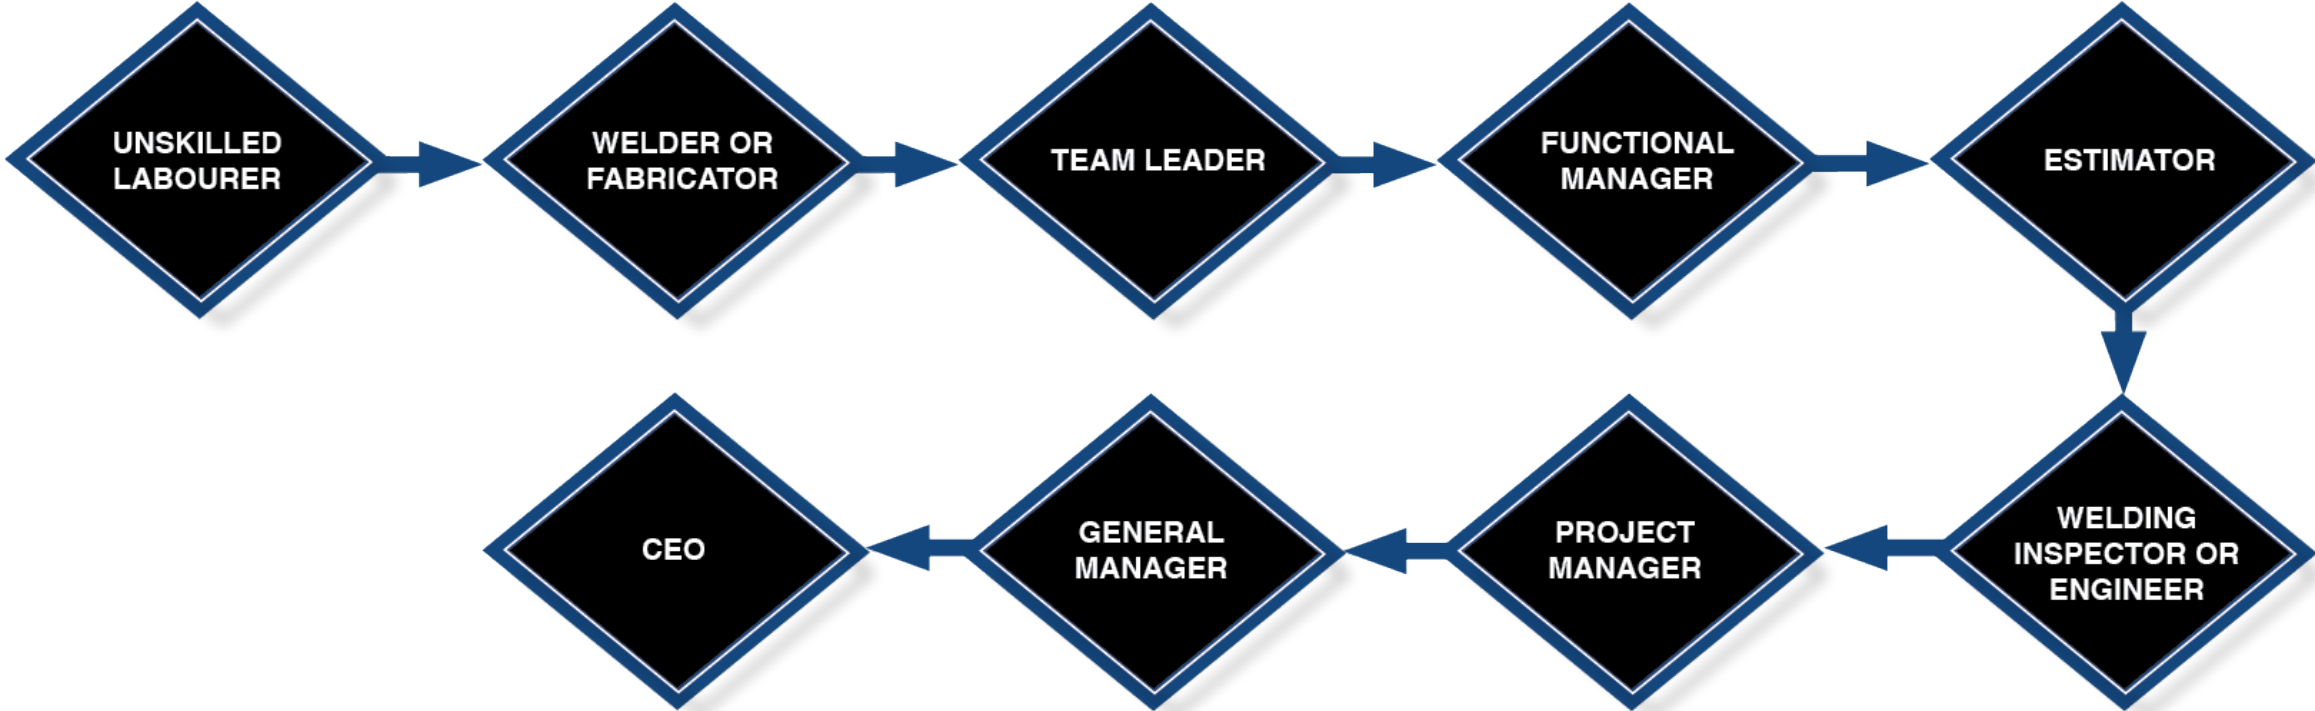 UNSKILLED
LABOURER
WELDER OR
FABRICATOR
TEAM LEADER
FUNCTIONAL
MANAGER
ESTIMATOR
WELDING
INSPECTOR OR
ENGINEER
PROJECT
MANAGER
GENERAL
MANAGER
CEO